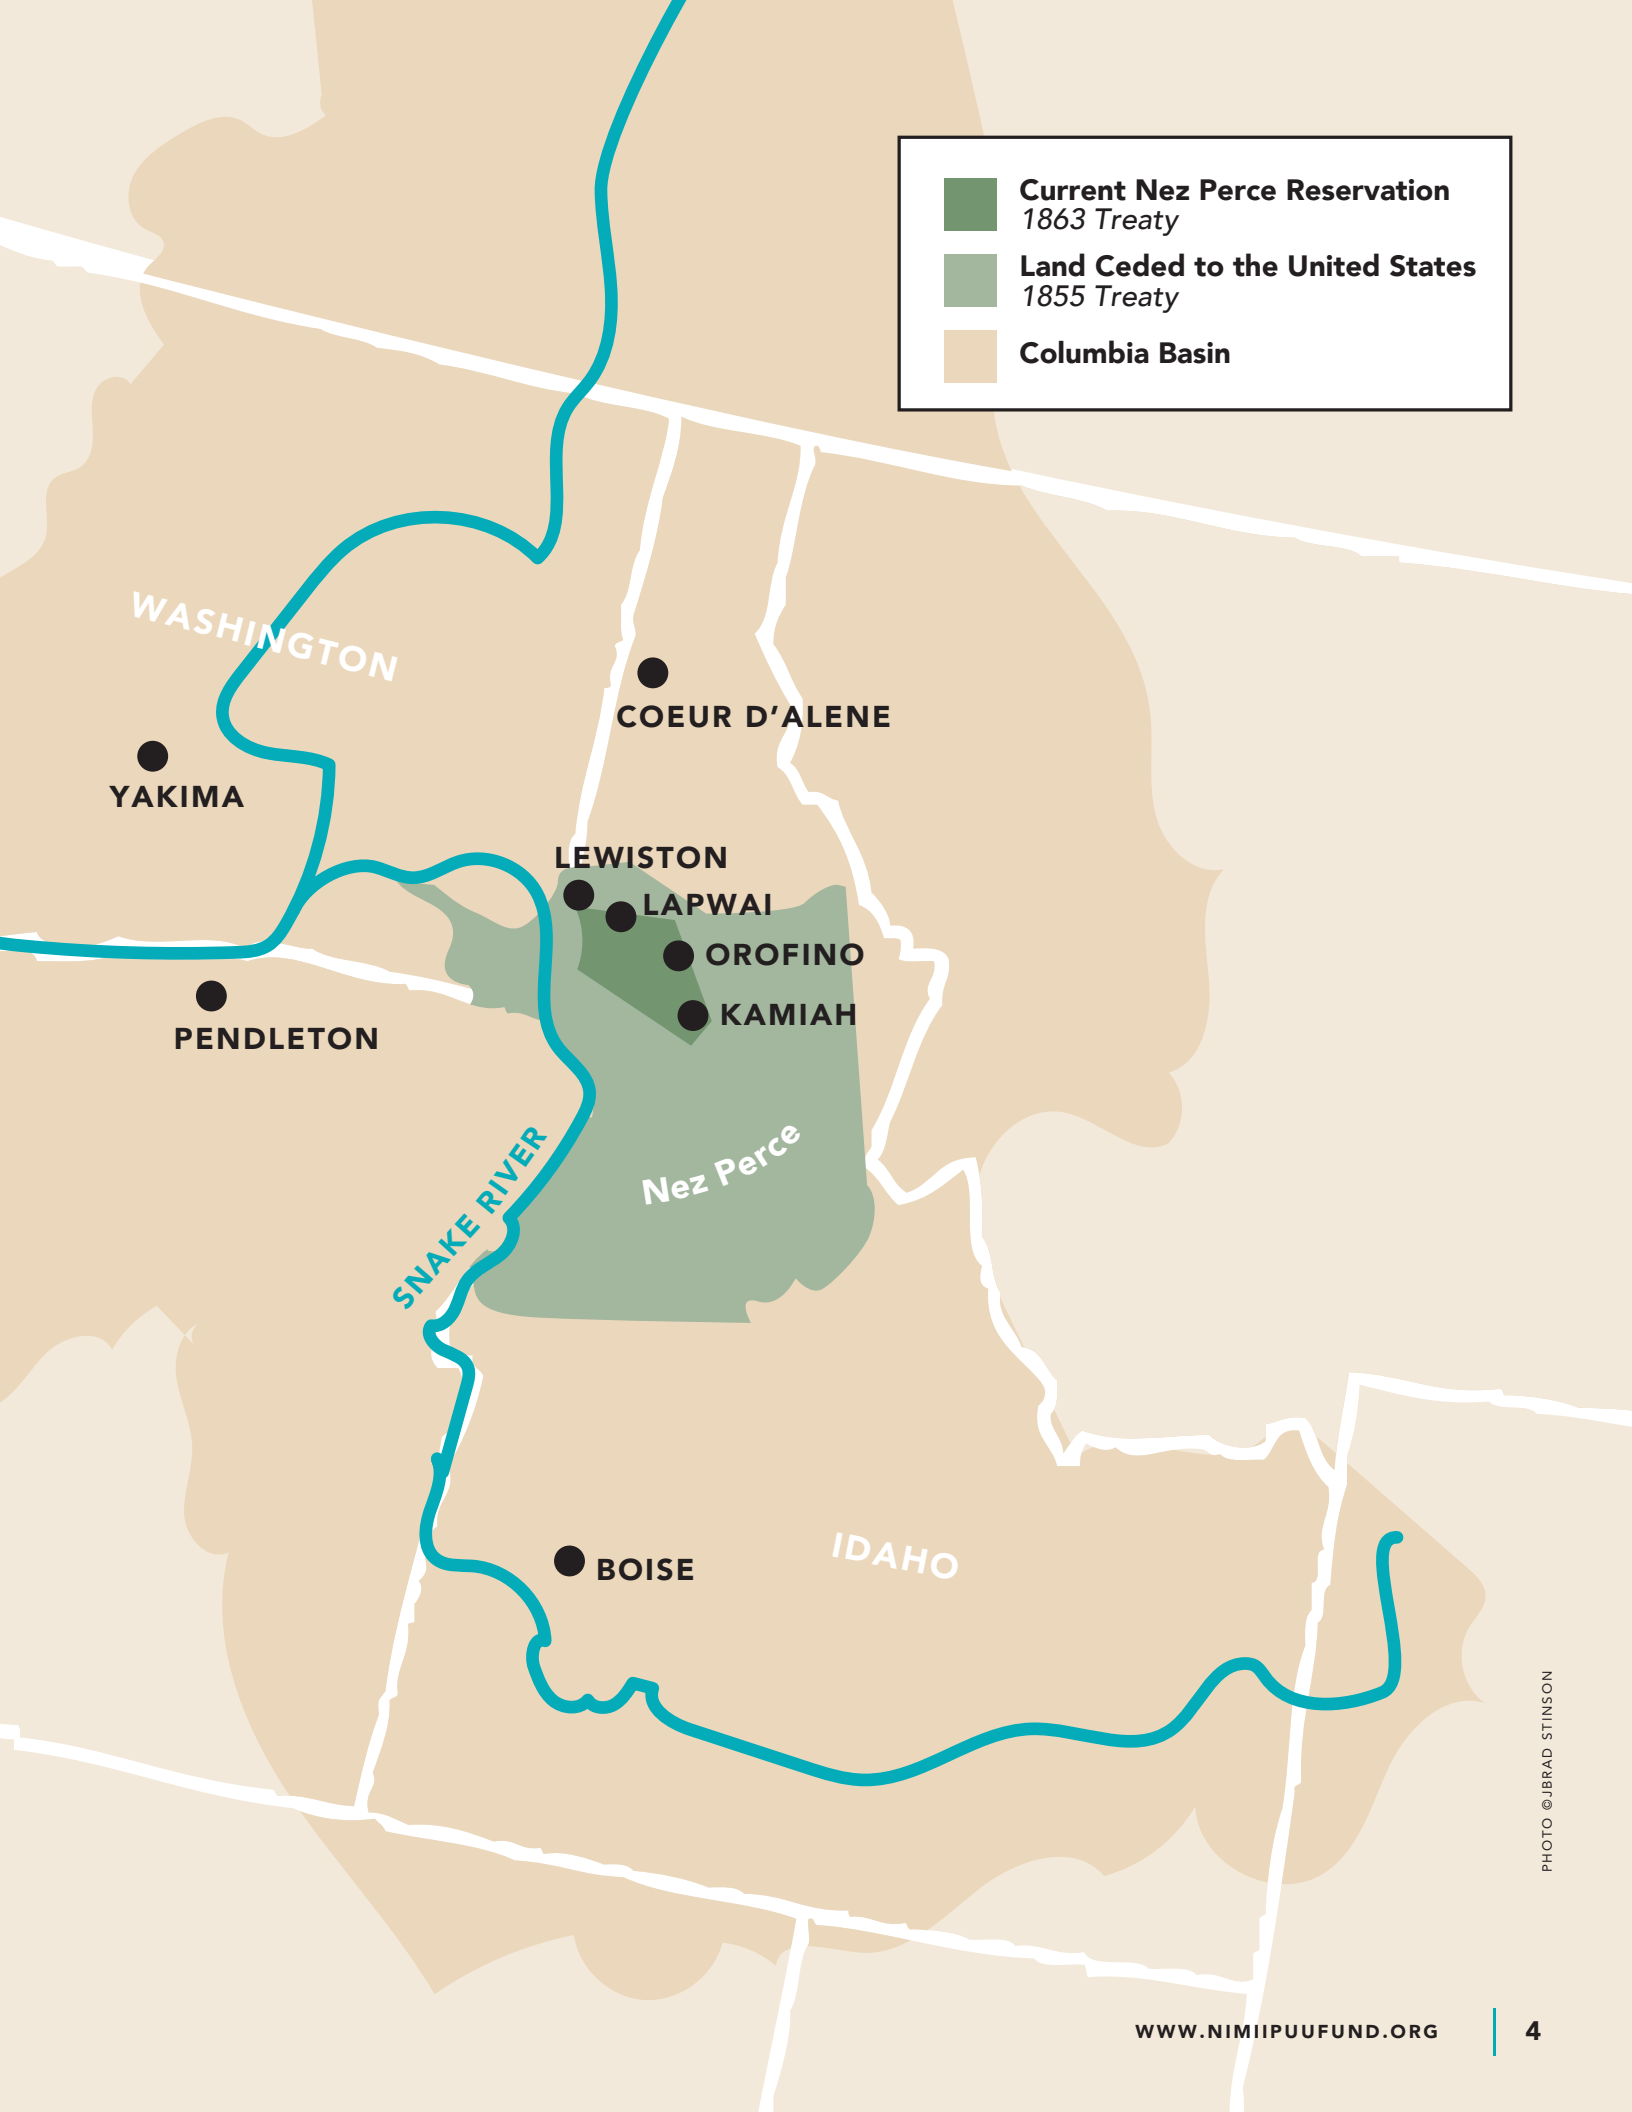 Current Nez Perce Reservation
1863 Treaty
Land Ceded to the United States
1855 Treaty
Columbia Basin
WASHINGTON
COEUR D’ALENE
YAKIMA
LEWISTON
LAPWAI
OROFINO
KAMIAH
PENDLETON
Nez Perce
SNAKE RIVER
IDAHO
BOISE
PHOTO ©JBRAD STINSON
WWW.NIMIIPUUFUND.ORG
4